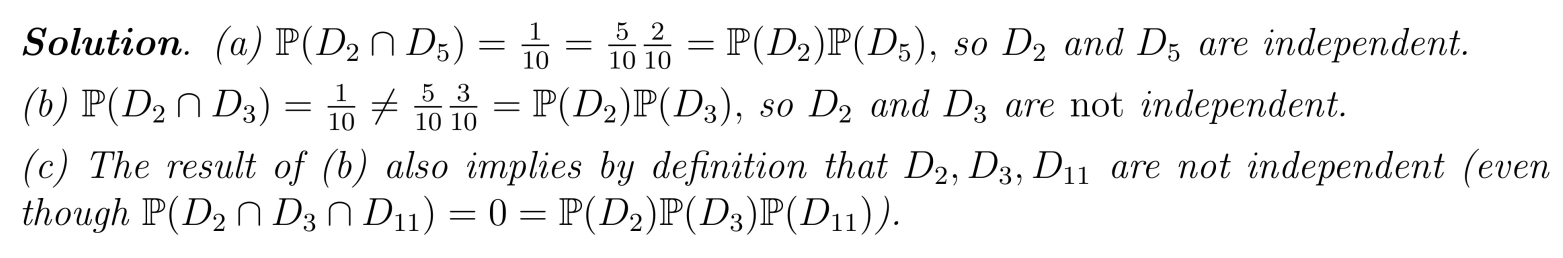 Solution. (a) ℙ(D₂ ∩ D₅) = 1/10 = 5/10 2/10 = ℙ(D₂)ℙ(D₅), so D₂ and D₅ are independent.
(b) ℙ(D₂ ∩ D₃) = 1/10 ≠ 5/10 3/10 = ℙ(D₂)ℙ(D₃), so D₂ and D₃ are not independent.
(c) The result of (b) also implies by definition that D₂, D₃, D₁₁ are not independent (even
though ℙ(D₂ ∩ D₃ ∩ D₁₁) = 0 = ℙ(D₂)ℙ(D₃)ℙ(D₁₁)).